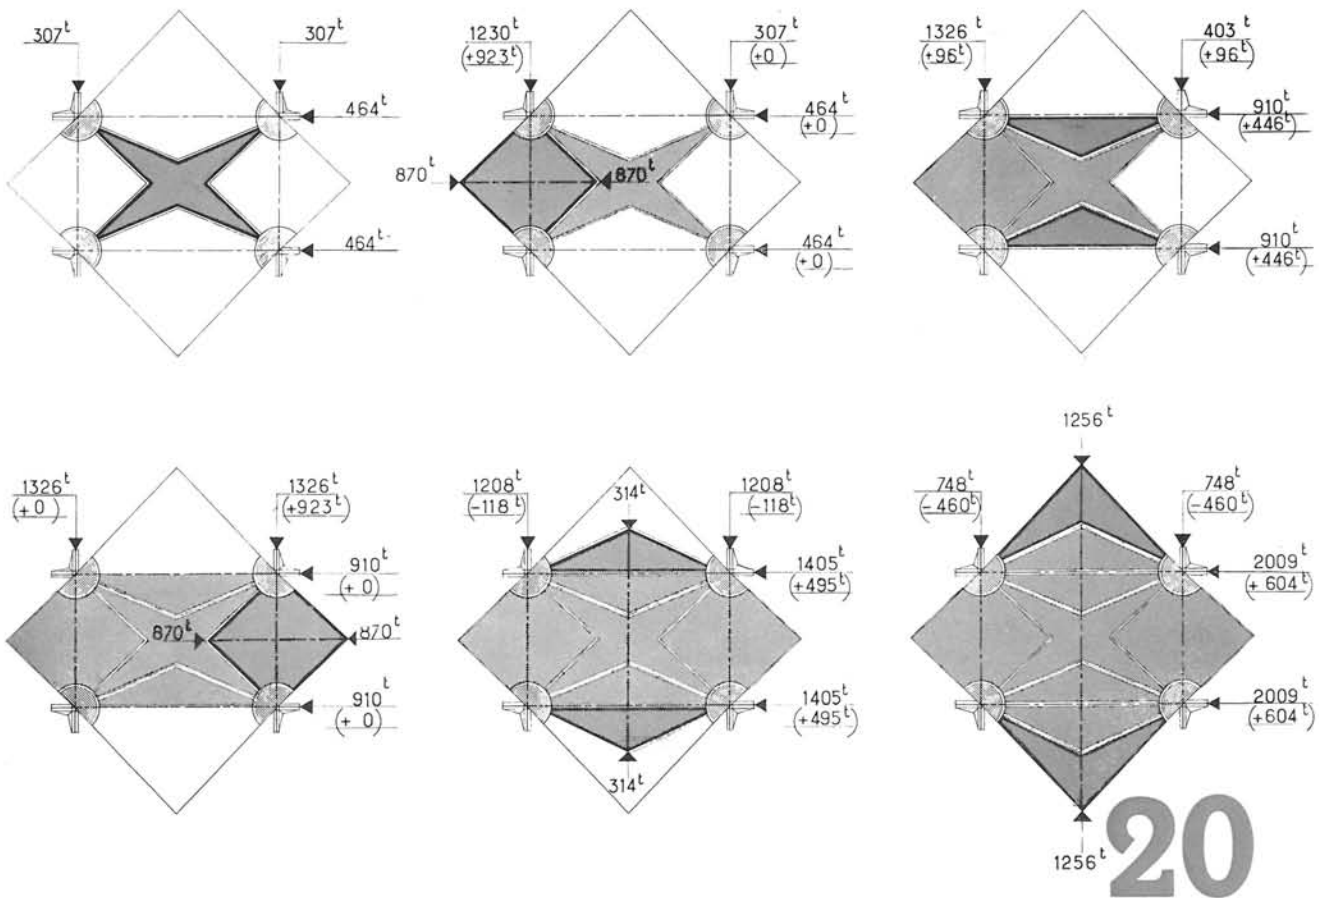 307t
307t
464t
464t
1230t
(+923t)
307t
(+0)
464t
(+0)
870t
870t
464t
(+0)
1326t
(+96t)
403t
(+96t)
910t
(+446t)
910t
(+446t)
1326t
(+0)
1326t
(+923t)
910t
(+0)
870t
870t
910t
(+0)
1208t
(-118t)
314t
1208t
(-118t)
1405t
(+495t)
1405t
(+495t)
314t
1256t
748t
(-460t)
748t
(-460t)
2009t
(+604t)
2009t
(+604t)
1256t
20